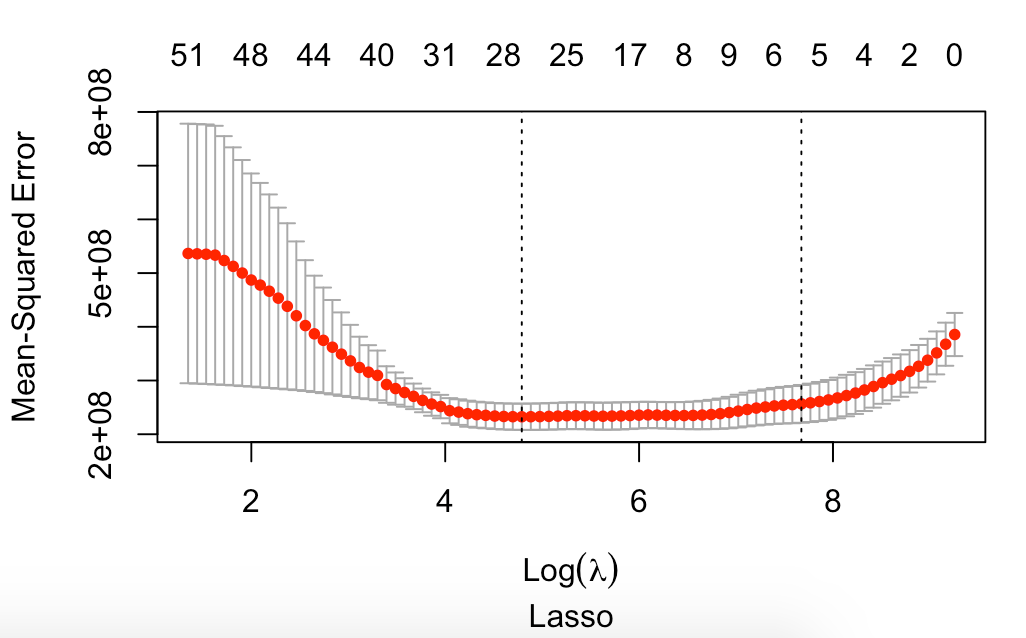 51 48 44 40 31 28 25 17 8 9 6 5 4 2 0
Mean-Squared Error
8e+08
5e+08
2e+08
2 4 6 8
Log(λ)
Lasso